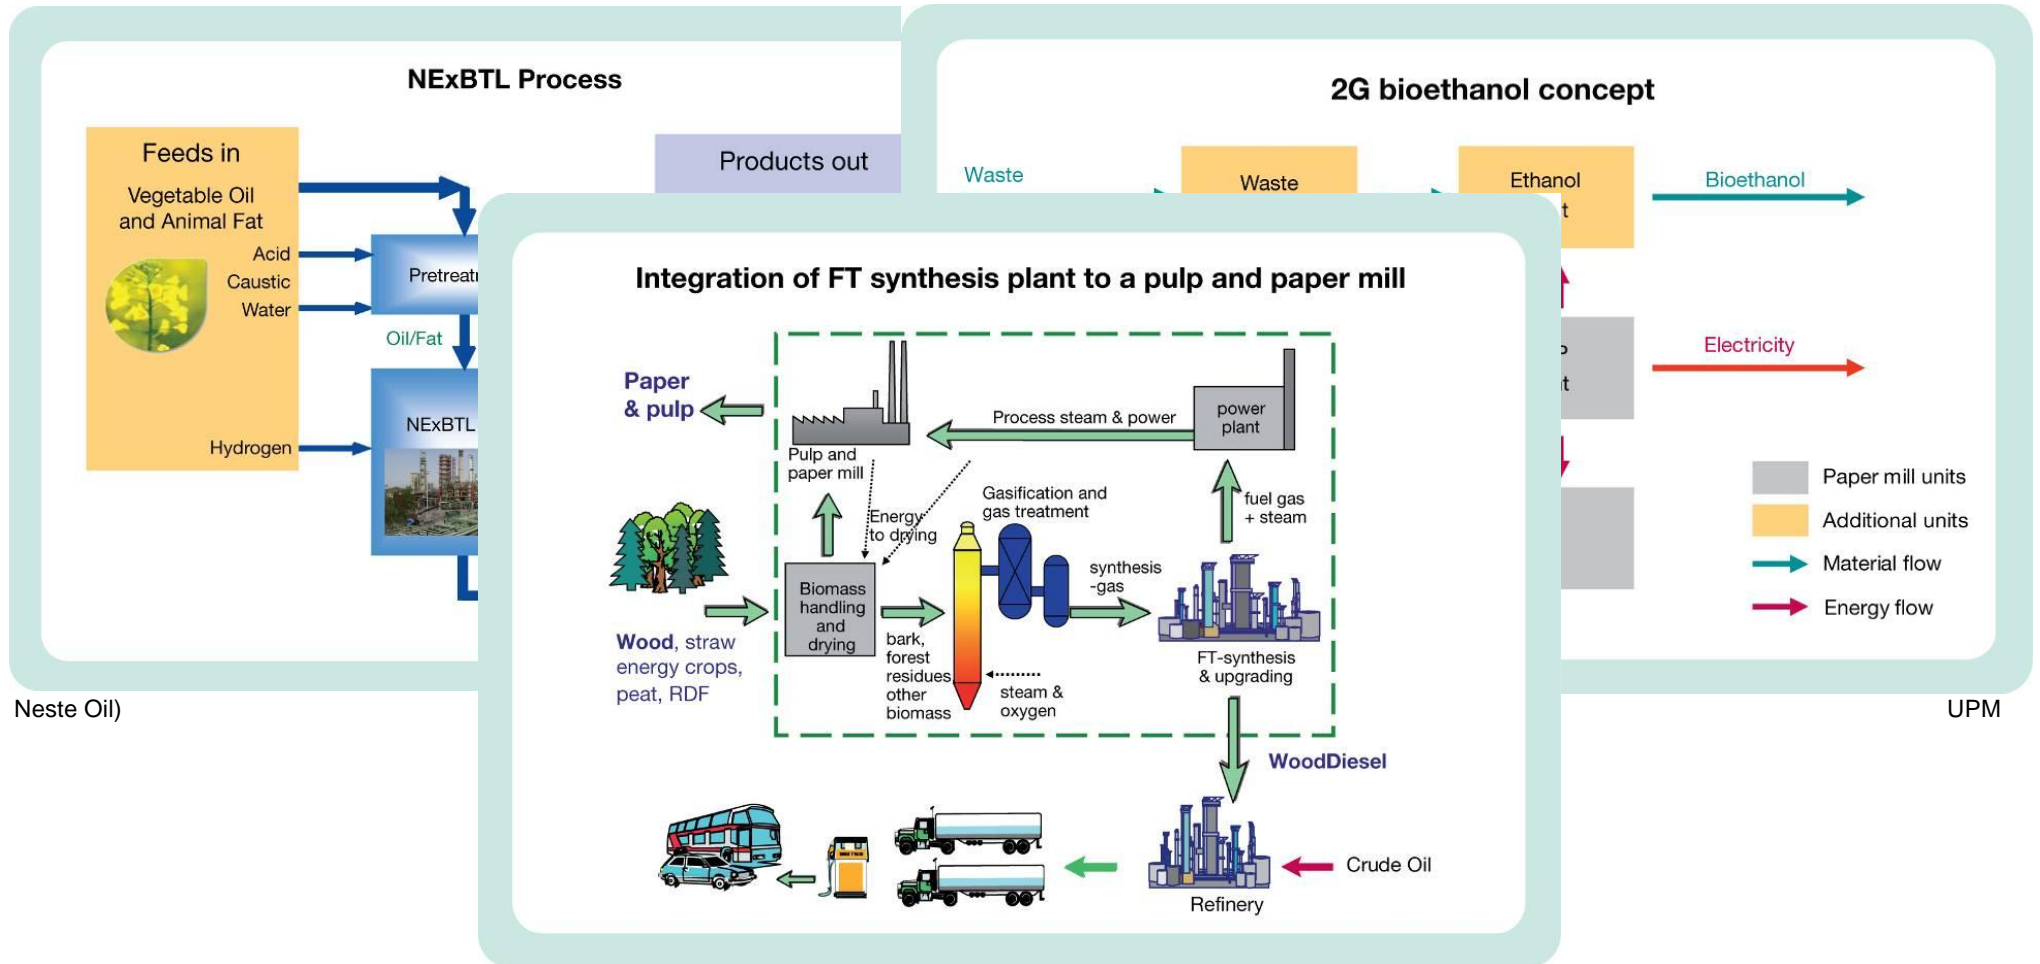 NExBTL Process
Feeds in
Vegetable Oil
and Animal Fat
Acid
Caustic
Water
Oil/Fat
Hydrogen
NExBTL
Products out
2G bioethanol concept
Waste
Waste
Ethanol
Bioethanol
Electricity
Paper mill units
Additional units
Material flow
Energy flow
Integration of FT synthesis plant to a pulp and paper mill
Paper
& pulp
Pulp and
paper mill
Process steam & power
power
plant
Energy
to drying
Gasification and
gas treatment
fuel gas
+ steam
Biomass
handling
and
drying
synthesis
-gas
Wood, straw
energy crops,
peat, RDF
bark,
forest
residues
other
biomass
steam &
oxygen
FT-synthesis
& upgrading
WoodDiesel
Crude Oil
Refinery
Neste Oil)
UPM